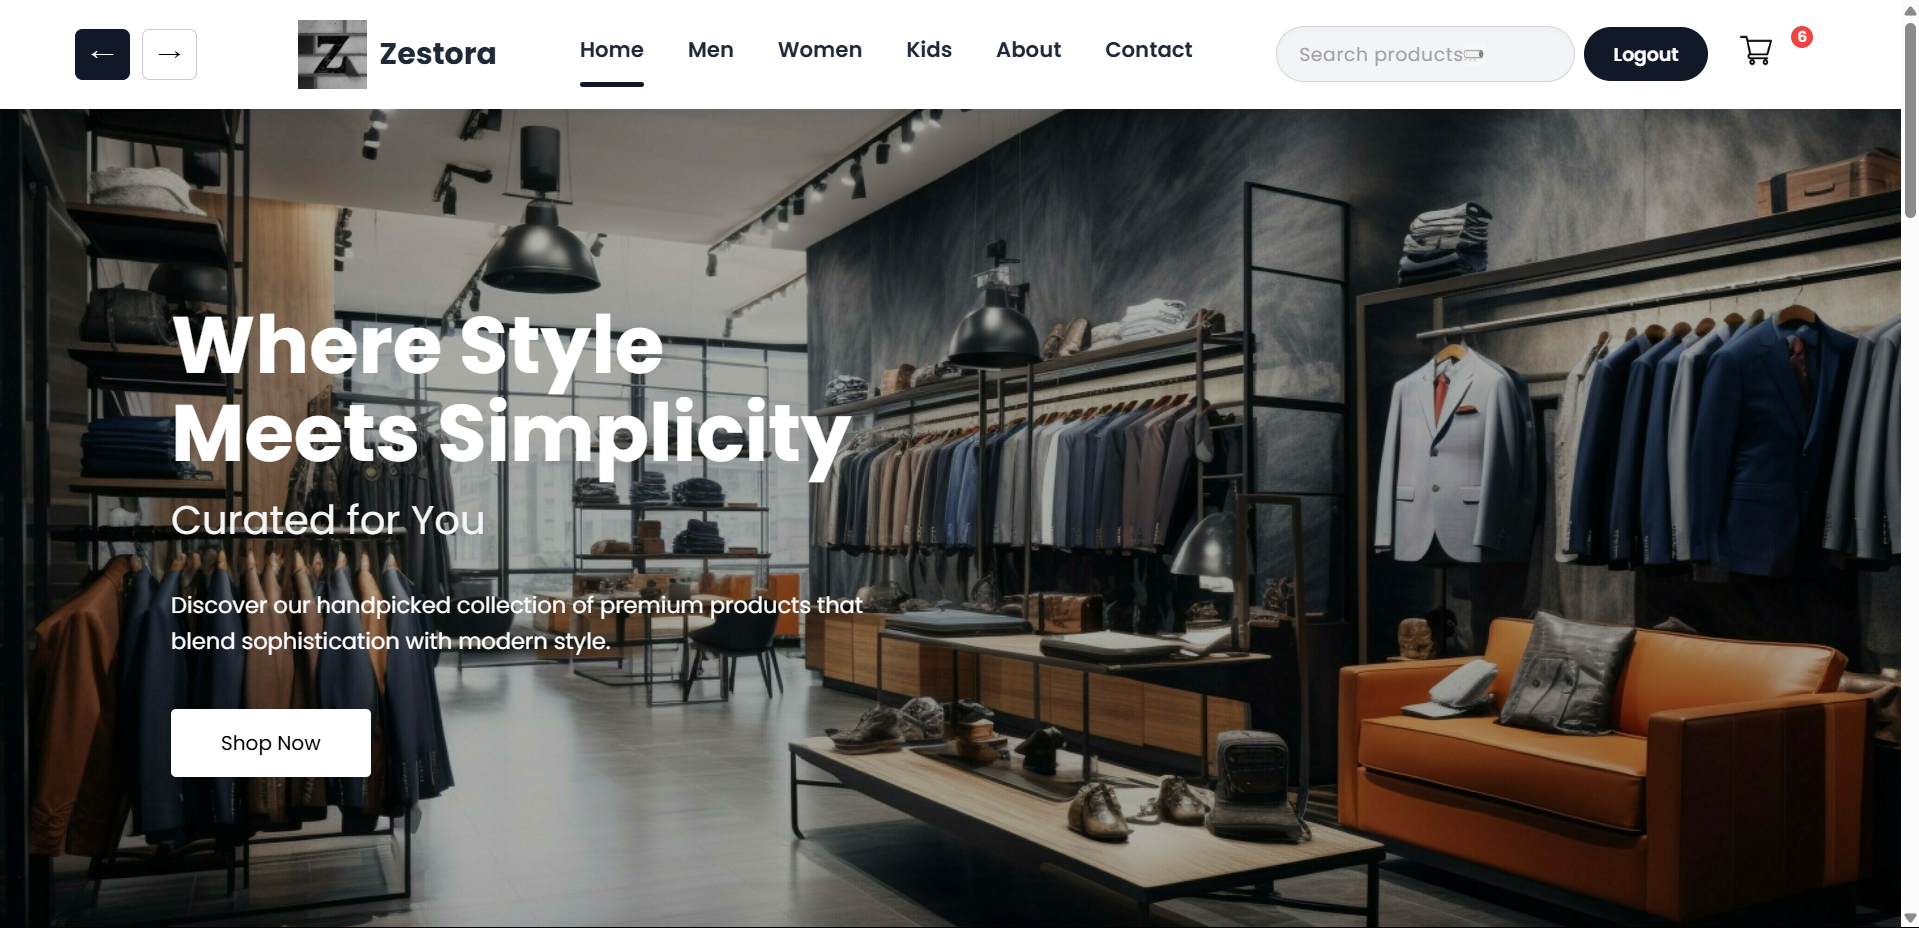 ← →
Z
Zestora
Home Men Women Kids About Contact
Search products...
Logout
6
Where Style
Meets Simplicity
Curated for You
Discover our handpicked collection of premium products that
blend sophistication with modern style.
Shop Now